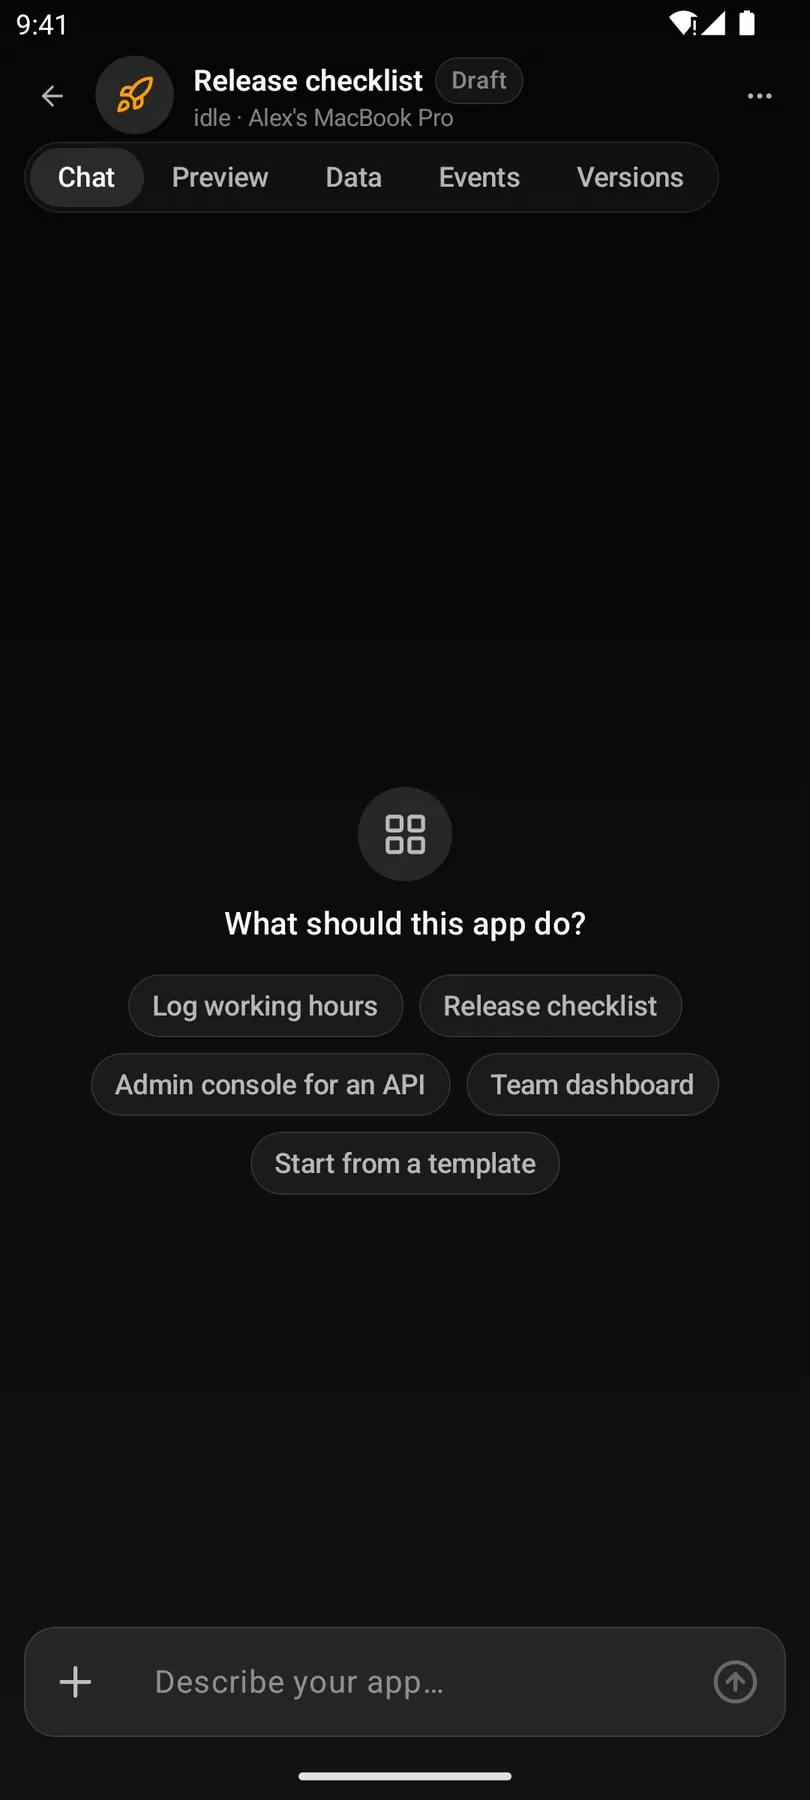 9:41
Release checklist Draft
idle · Alex's MacBook Pro
Chat Preview Data Events Versions
What should this app do?
Log working hours Release checklist
Admin console for an API Team dashboard
Start from a template
Describe your app…